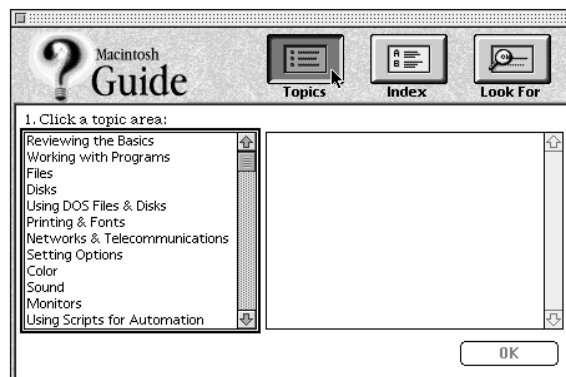 Macintosh
Guide
Topics
Index
Look For
1. Click a topic area:
Reviewing the Basics
Working with Programs
Files
Disks
Using DOS Files & Disks
Printing & Fonts
Networks & Telecommunications
Setting Options
Color
Sound
Monitors
Using Scripts for Automation
OK